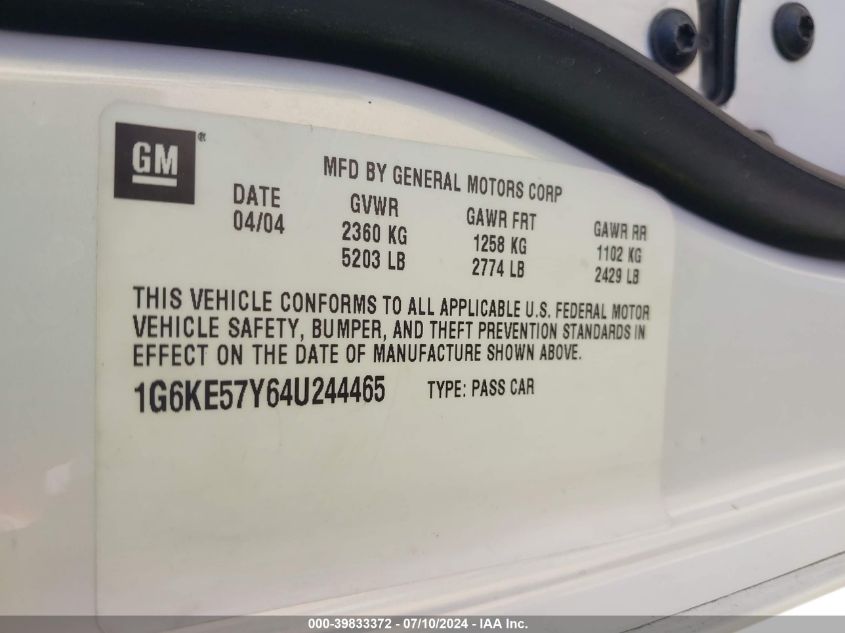 GM®
MFD BY GENERAL MOTORS CORP
DATE GVWR GAWR FRT GAWR RR
04/04 2360 KG 1258 KG 1102 KG
5203 LB 2774 LB 2429 LB
THIS VEHICLE CONFORMS TO ALL APPLICABLE U.S. FEDERAL MOTOR
VEHICLE SAFETY, BUMPER, AND THEFT PREVENTION STANDARDS IN
EFFECT ON THE DATE OF MANUFACTURE SHOWN ABOVE.
1G6KE57Y64U244465 TYPE: PASS CAR
000-39833372 - 07/10/2024 - IAA Inc.